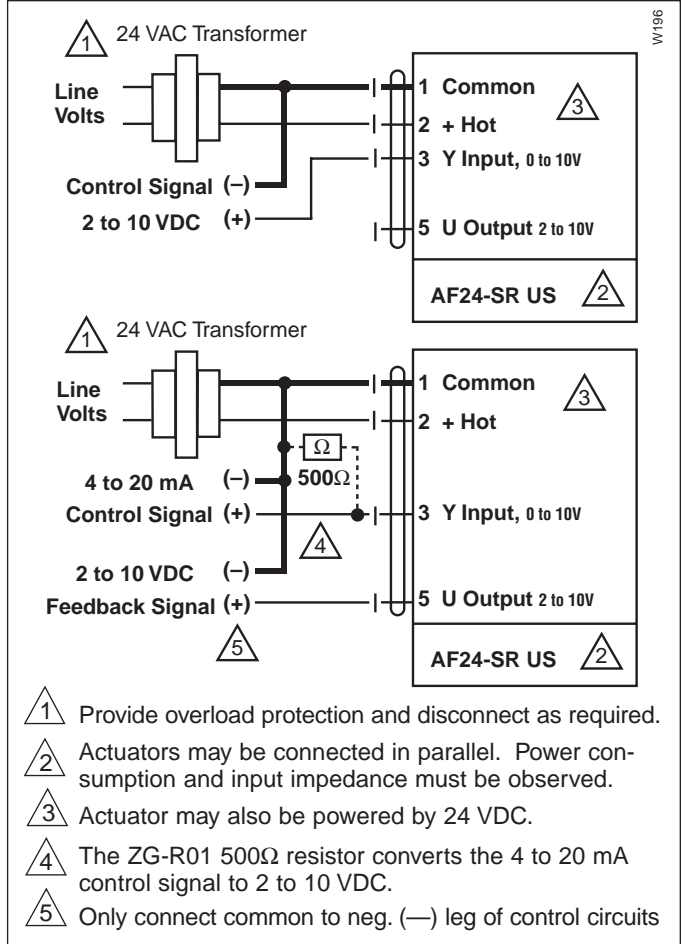 W196
1 24 VAC Transformer
Line
Volts
1 Common
3
2 + Hot
3 Y Input, 0 to 10V
Control Signal (–)
2 to 10 VDC (+)
5 U Output 2 to 10V
AF24-SR US 2
1 24 VAC Transformer
Line
Volts
1 Common
3
2 + Hot
Ω
500Ω
4 to 20 mA (–)
Control Signal (+)
4
3 Y Input, 0 to 10V
2 to 10 VDC (–)
Feedback Signal (+)
5
5 U Output 2 to 10V
AF24-SR US 2
1 Provide overload protection and disconnect as required.
2 Actuators may be connected in parallel. Power con-
sumption and input impedance must be observed.
3 Actuator may also be powered by 24 VDC.
4 The ZG-R01 500Ω resistor converts the 4 to 20 mA
control signal to 2 to 10 VDC.
5 Only connect common to neg. (—) leg of control circuits